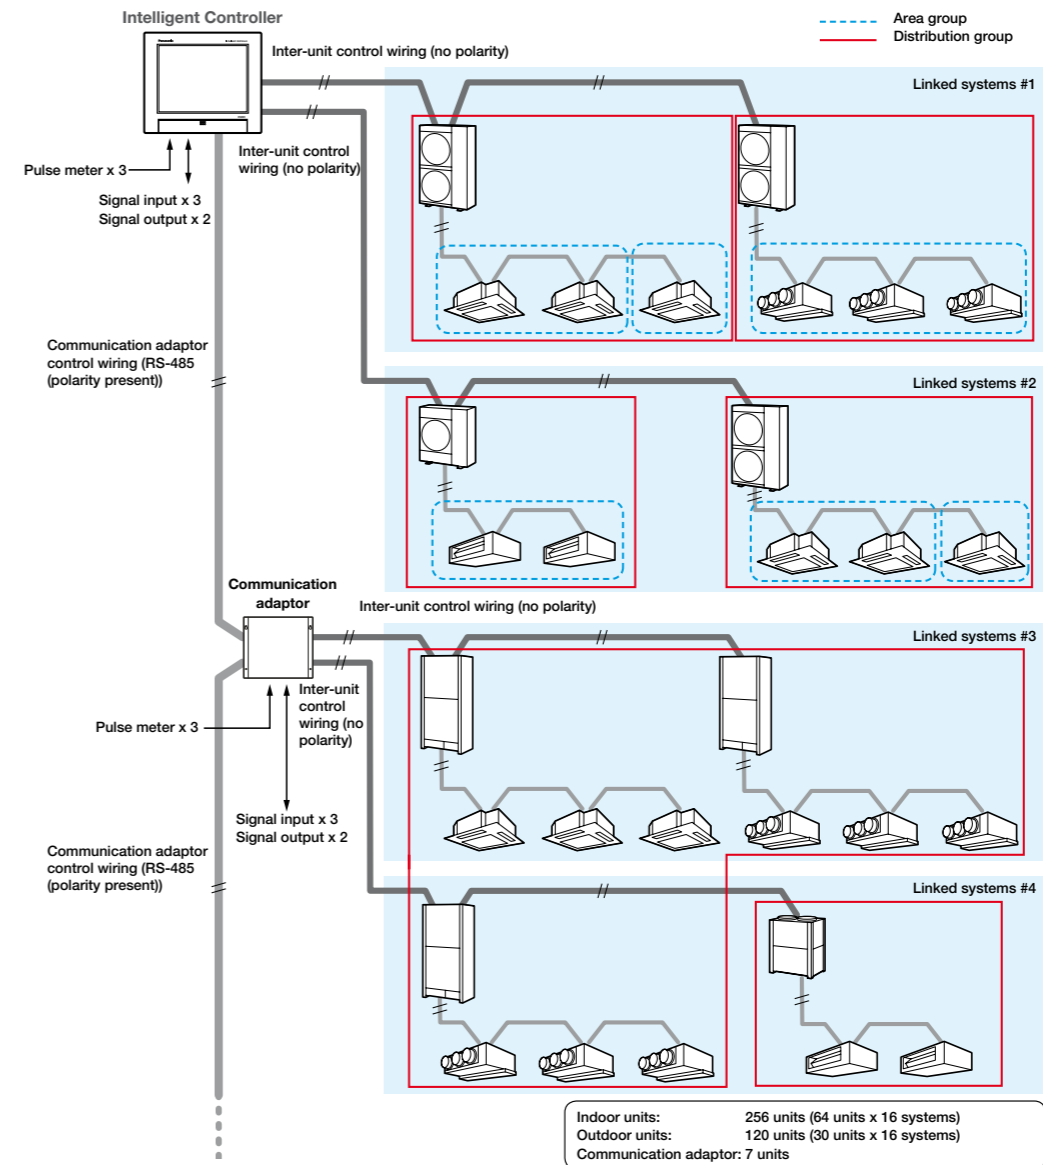 Intelligent Controller
Area group
Distribution group
Inter-unit control wiring (no polarity)
Linked systems #1
Panasonic
Inter-unit control
wiring (no polarity)
Pulse meter x 3
Signal input x 3
Signal output x 2
Communication adaptor
control wiring (RS-485
(polarity present))
Linked systems #2
Communication
adaptor
Inter-unit control wiring (no polarity)
Linked systems #3
Inter-unit
control
wiring (no
polarity)
Pulse meter x 3
Signal input x 3
Signal output x 2
Communication adaptor
control wiring (RS-485
(polarity present))
Linked systems #4
Indoor units: 256 units (64 units x 16 systems)
Outdoor units: 120 units (30 units x 16 systems)
Communication adaptor: 7 units